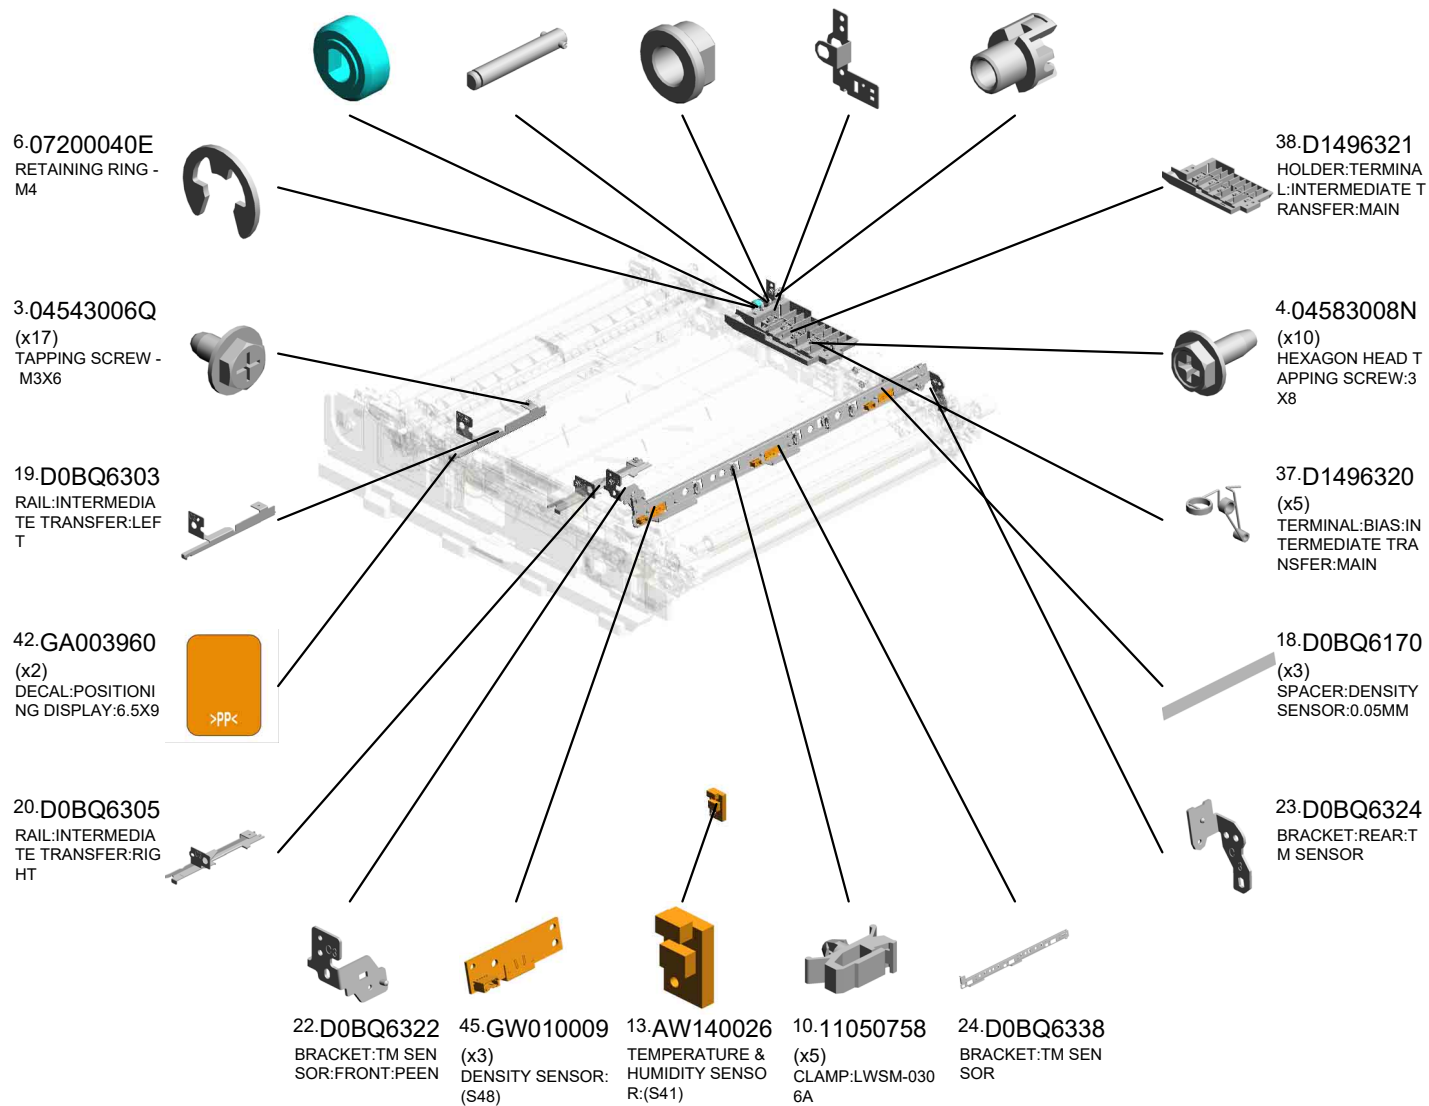 6.07200040E
RETAINING RING -
M4
3.04543006Q
(x17)
TAPPING SCREW -
M3X6
19.D0BQ6303
RAIL:INTERMEDIA
TE TRANSFER:LEF
T
42.GA003960
(x2)
DECAL:POSITIONI
NG DISPLAY:6.5X9
>PP<
20.D0BQ6305
RAIL:INTERMEDIA
TE TRANSFER:RIG
HT
38.D1496321
HOLDER:TERMINA
L:INTERMEDIATE T
RANSFER:MAIN
4.04583008N
(x10)
HEXAGON HEAD T
APPING SCREW:3
X8
37.D1496320
(x5)
TERMINAL:BIAS:IN
TERMEDIATE TRA
NSFER:MAIN
18.D0BQ6170
(x3)
SPACER:DENSITY
SENSOR:0.05MM
23.D0BQ6324
BRACKET:REAR:T
M SENSOR
22.D0BQ6322
BRACKET:TM SEN
SOR:FRONT:PEEN
45.GW010009
(x3)
DENSITY SENSOR:
(S48)
13.AW140026
TEMPERATURE &
HUMIDITY SENSO
R:(S41)
10.11050758
(x5)
CLAMP:LWSM-030
6A
24.D0BQ6338
BRACKET:TM SEN
SOR